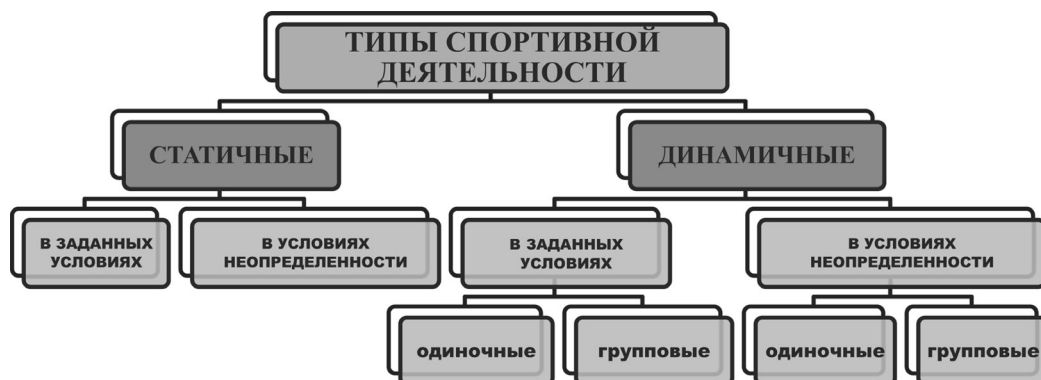 ТИПЫ СПОРТИВНОЙ
ДЕЯТЕЛЬНОСТИ
СТАТИЧНЫЕ
ДИНАМИЧНЫЕ
В ЗАДАННЫХ
УСЛОВИЯХ
В УСЛОВИЯХ
НЕОПРЕДЕЛЕННОСТИ
В ЗАДАННЫХ
УСЛОВИЯХ
В УСЛОВИЯХ
НЕОПРЕДЕЛЕННОСТИ
одиночные
групповые
одиночные
групповые